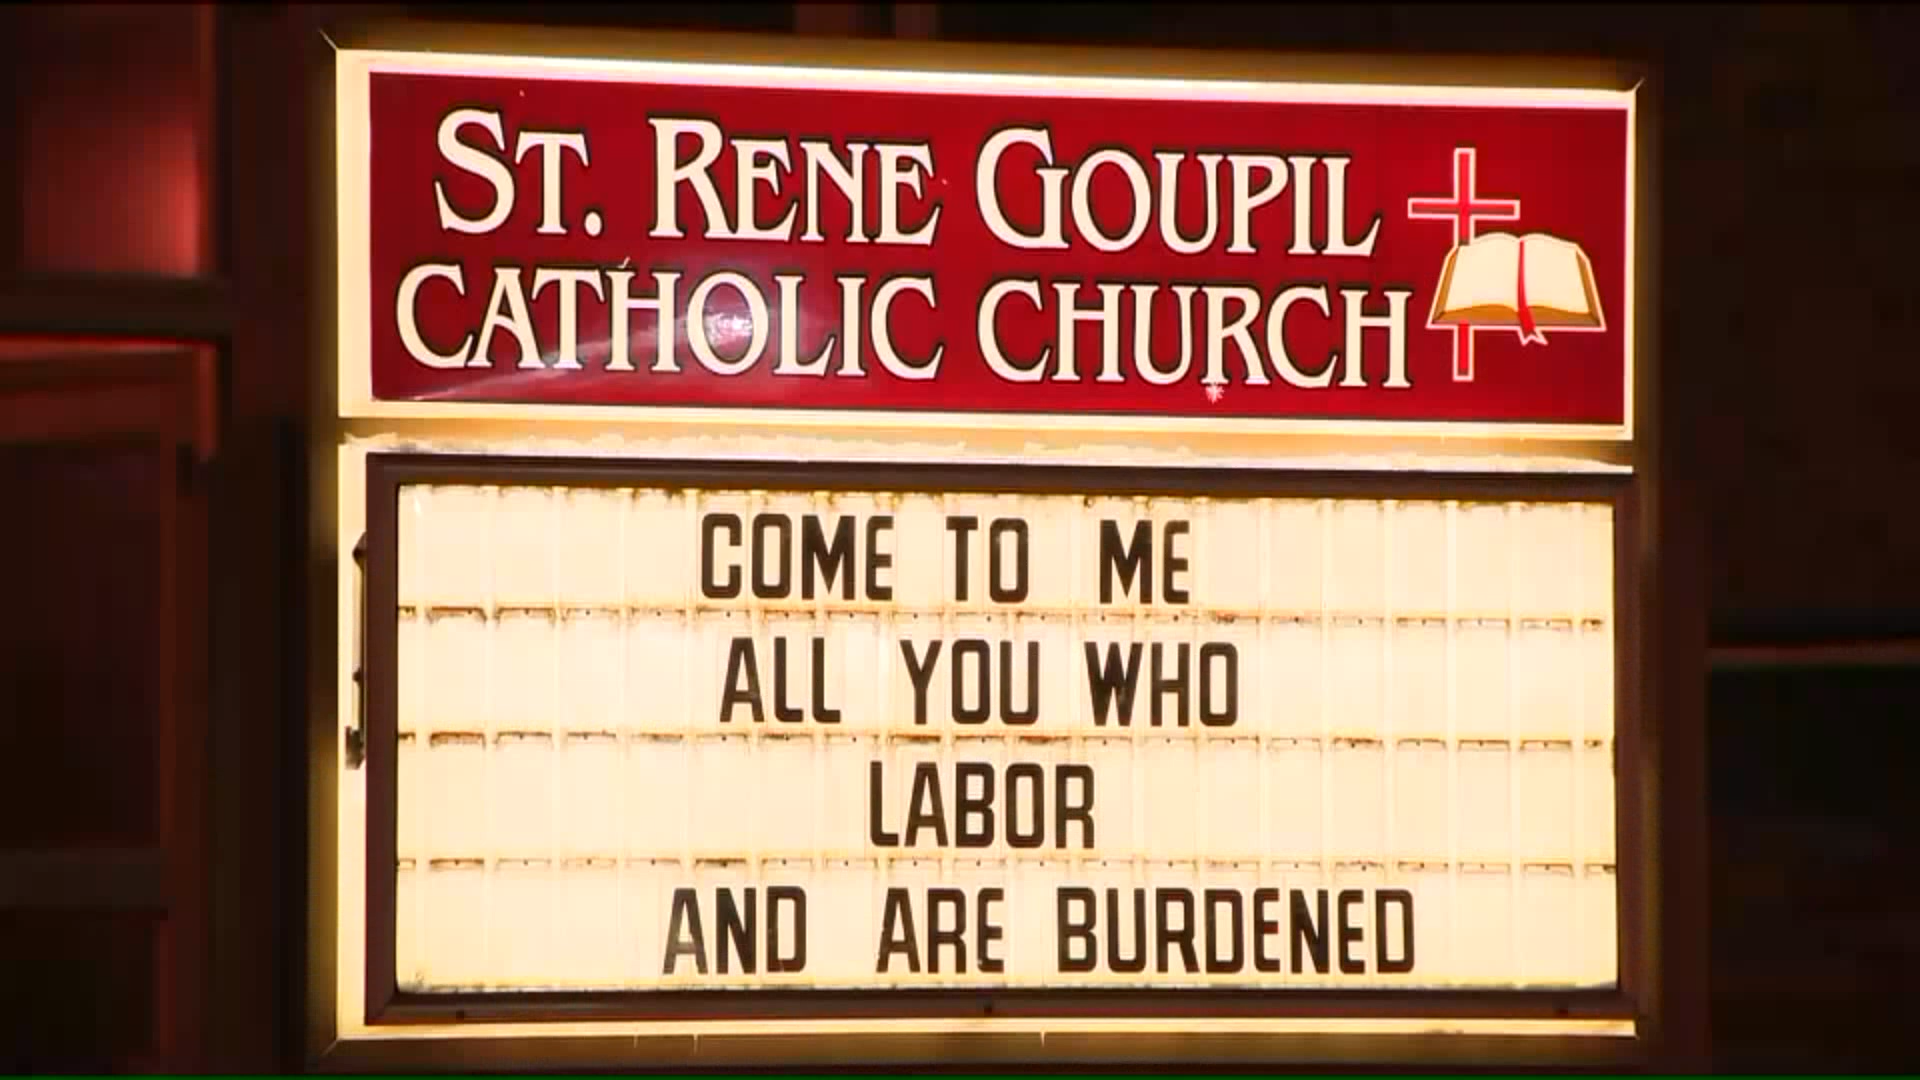 ST. RENE GOUPIL
CATHOLIC CHURCH
COME TO ME
ALL YOU WHO
LABOR
AND ARE BURDENED